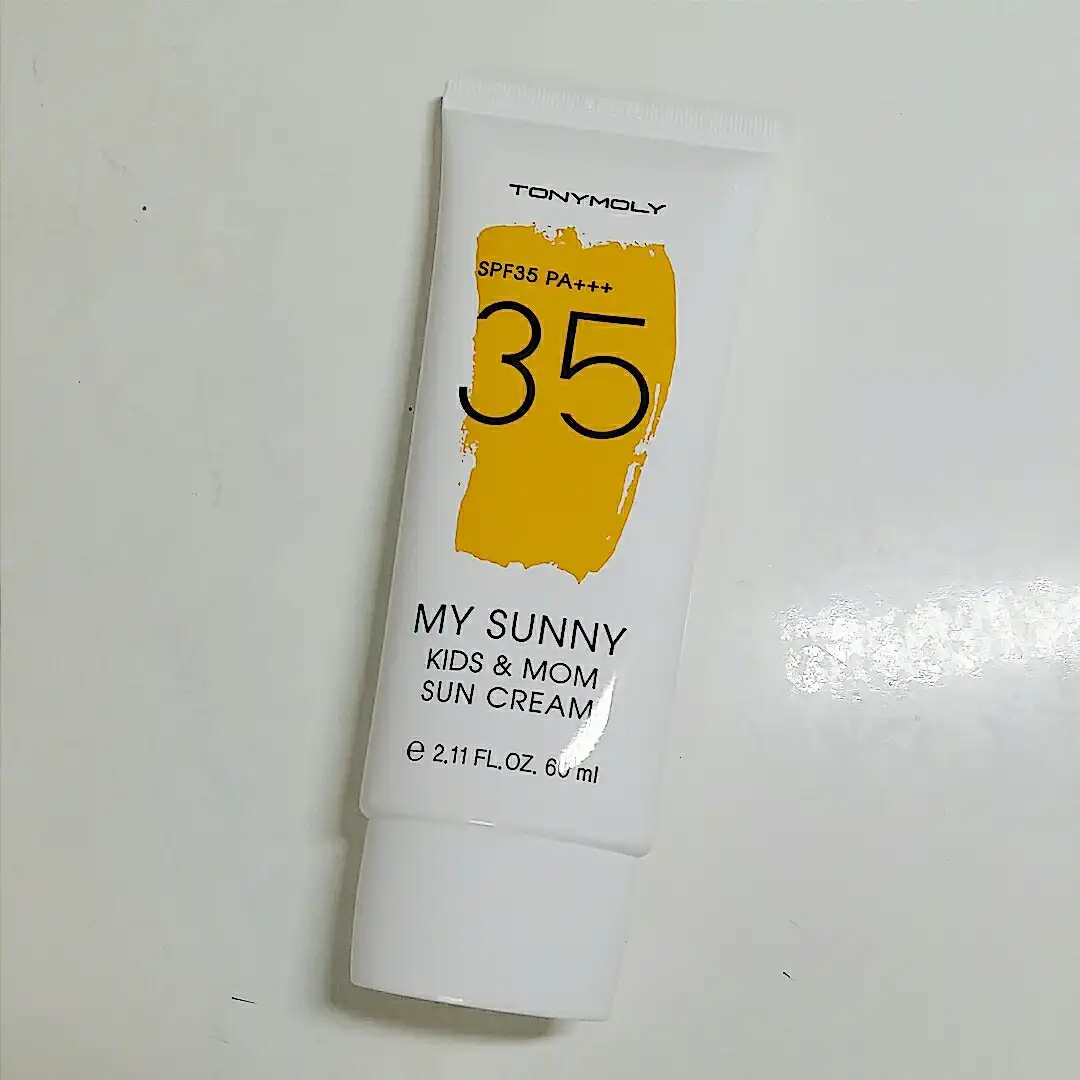 TONYMOLY
SPF35 PA+++
35
MY SUNNY
KIDS & MOM
SUN CREAM
e 2.11 FL.OZ. 60 ml